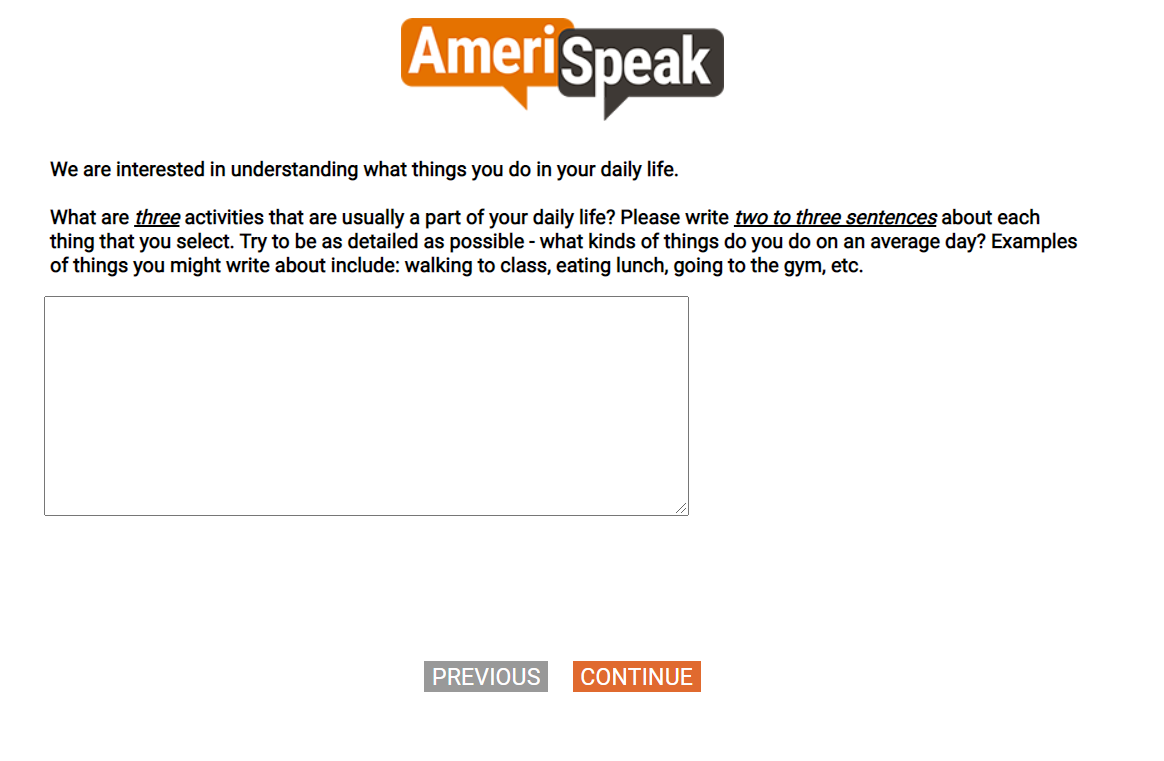 AmeriSpeak
We are interested in understanding what things you do in your daily life.
What are three activities that are usually a part of your daily life? Please write two to three sentences about each
thing that you select. Try to be as detailed as possible - what kinds of things do you do on an average day? Examples
of things you might write about include: walking to class, eating lunch, going to the gym, etc.
PREVIOUS CONTINUE